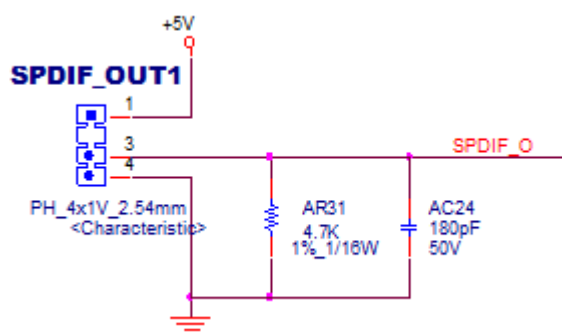 +5V
SPDIF_OUT1
1
3
4
SPDIF_O
PH_4x1V_2.54mm
<Characteristic>
AR31
4.7K
1%_1/16W
AC24
180pF
50V